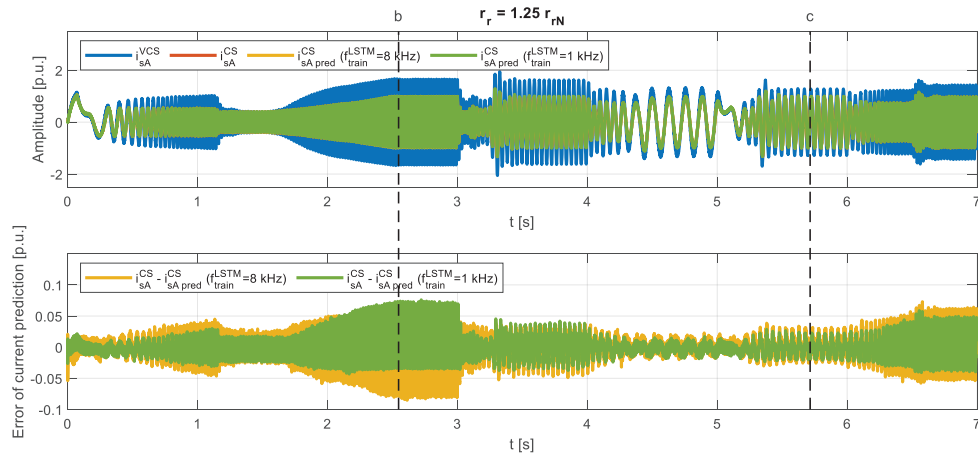 b r_r = 1.25 r_rN c
i_sA^VCS i_sA^CS i_sA pred^CS (f_train^LSTM=8 kHz) i_sA pred^CS (f_train^LSTM=1 kHz)
Amplitude [p.u.]
2
0
-2
0 1 2 3 4 5 6 7
t [s]
i_sA^CS - i_sA pred^CS (f_train^LSTM=8 kHz) i_sA^CS - i_sA pred^CS (f_train^LSTM=1 kHz)
Error of current prediction [p.u.]
0.1
0.05
0
-0.05
-0.1
0 1 2 3 4 5 6 7
t [s]